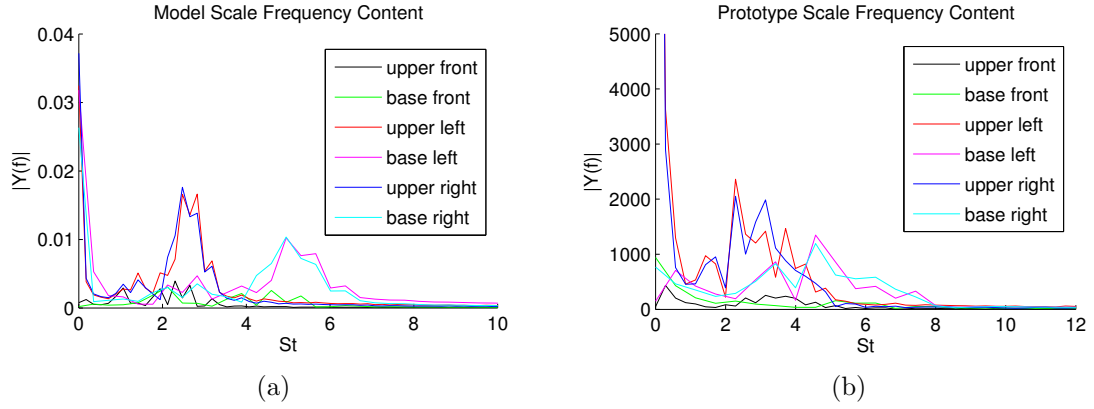 Model Scale Frequency Content
0.04
0.03
0.02
0.01
0
|Y(f)|
0 2 4 6 8 10
St
upper front
base front
upper left
base left
upper right
base right
(a)
Prototype Scale Frequency Content
5000
4000
3000
2000
1000
0
|Y(f)|
0 2 4 6 8 10 12
St
upper front
base front
upper left
base left
upper right
base right
(b)